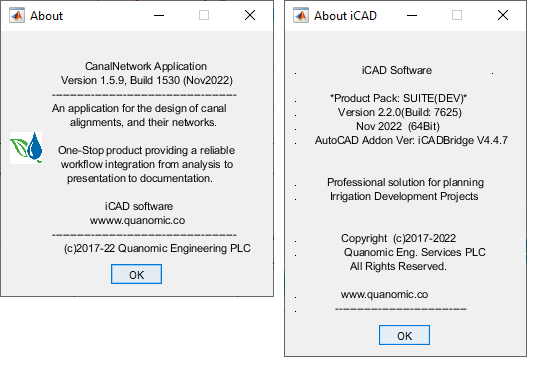 About
CanalNetwork Application
Version 1.5.9, Build 1530 (Nov2022)
---------------------------------------------
An application for the design of canal
alignments, and their networks.
One-Stop product providing a reliable
workflow integration from analysis to
presentation to documentation.
iCAD software
wwww.quanomic.co
---------------------------------------------
(c)2017-22 Quanomic Engineering PLC
OK
About iCAD
. iCAD Software .
. *Product Pack: SUITE(DEV)*
. Version 2.2.0(Build: 7625)
. Nov 2022 (64Bit)
. AutoCAD Addon Ver: iCADBridge V4.4.7
. Professional solution for planning
. Irrigation Development Projects
. Copyright (c)2017-2022
. Quanomic Eng. Services PLC
. All Rights Reserved.
. www.quanomic.co
. --------------------------------
OK